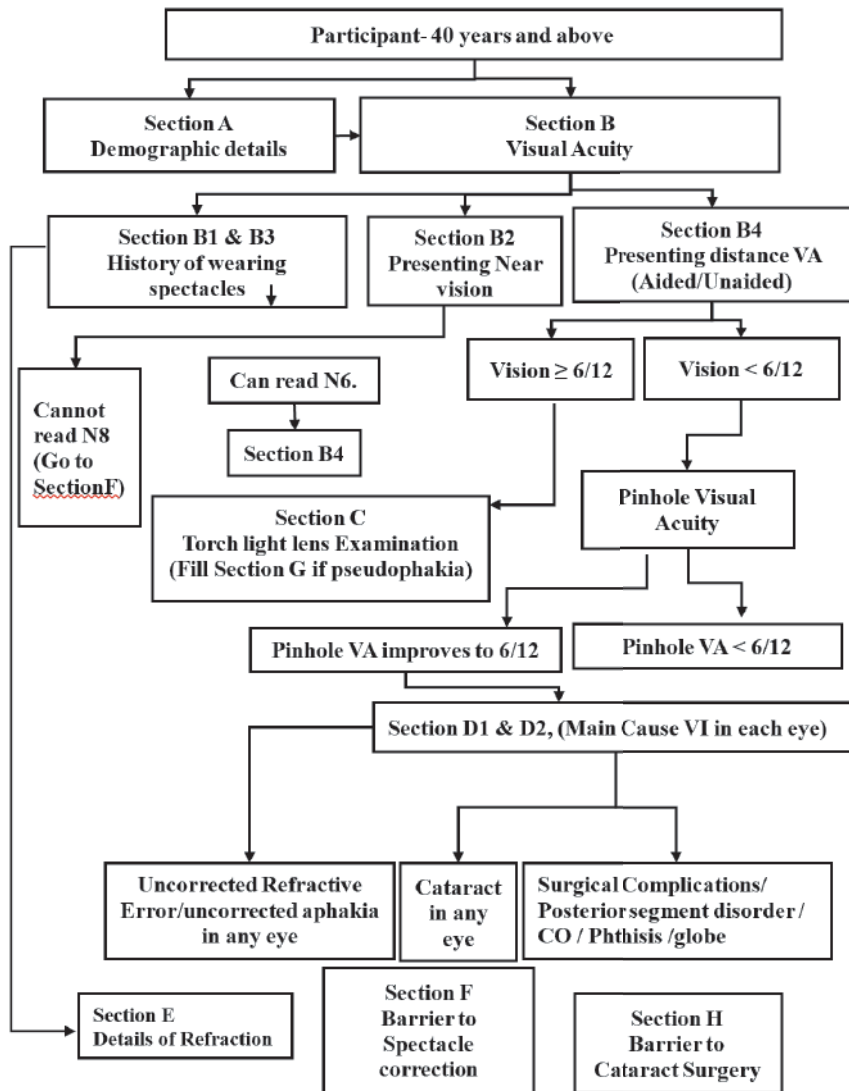 Participant- 40 years and above
Section A
Demographic details
Section B
Visual Acuity
Section B1 & B3
History of wearing
spectacles
Section B2
Presenting Near
vision
Section B4
Presenting distance VA
(Aided/Unaided)
Vision ≥ 6/12
Vision < 6/12
Cannot
read N8
(Go to
SectionF)
Can read N6.
Section B4
Pinhole Visual
Acuity
Section C
Torch light lens Examination
(Fill Section G if pseudophakia)
Pinhole VA improves to 6/12
Pinhole VA < 6/12
Section D1 & D2, (Main Cause VI in each eye)
Uncorrected Refractive
Error/uncorrected aphakia
in any eye
Cataract
in any
eye
Surgical Complications/
Posterior segment disorder /
CO / Phthisis /globe
Section E
Details of Refraction
Section F
Barrier to
Spectacle
correction
Section H
Barrier to
Cataract Surgery